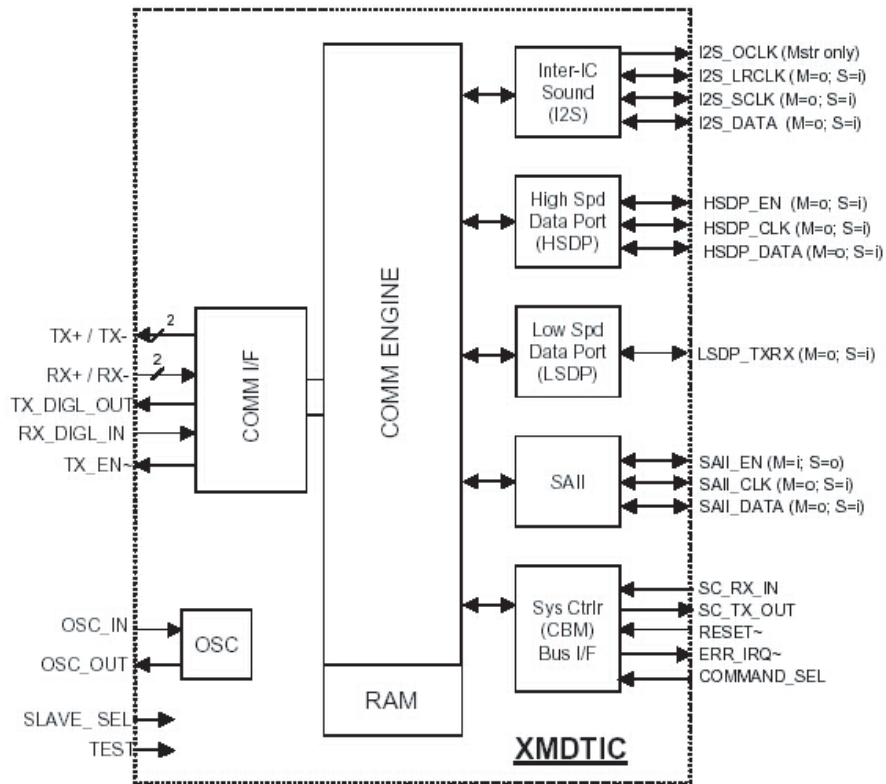 I2S_OCLK (Mstr only)
I2S_LRCLK (M=o; S=i)
I2S_SCLK (M=o; S=i)
I2S_DATA (M=o; S=i)
Inter-IC
Sound
(I2S)
HSDP_EN (M=o; S=i)
HSDP_CLK (M=o; S=i)
HSDP_DATA (M=o; S=i)
High Spd
Data Port
(HSDP)
COMM ENGINE
TX+ / TX-
2
RX+ / RX-
2
TX_DIGL_OUT
RX_DIGL_IN
TX_EN~
COMM I/F
Low Spd
Data Port
(LSDP)
LSDP_TXRX (M=o; S=i)
SAII
SAII_EN (M=i; S=o)
SAII_CLK (M=o; S=i)
SAII_DATA (M=o; S=i)
Sys Ctrlr
(CBM)
Bus I/F
SC_RX_IN
SC_TX_OUT
RESET~
ERR_IRQ~
COMMAND_SEL
OSC_IN
OSC_OUT
OSC
RAM
SLAVE_ SEL
TEST
XMDTIC